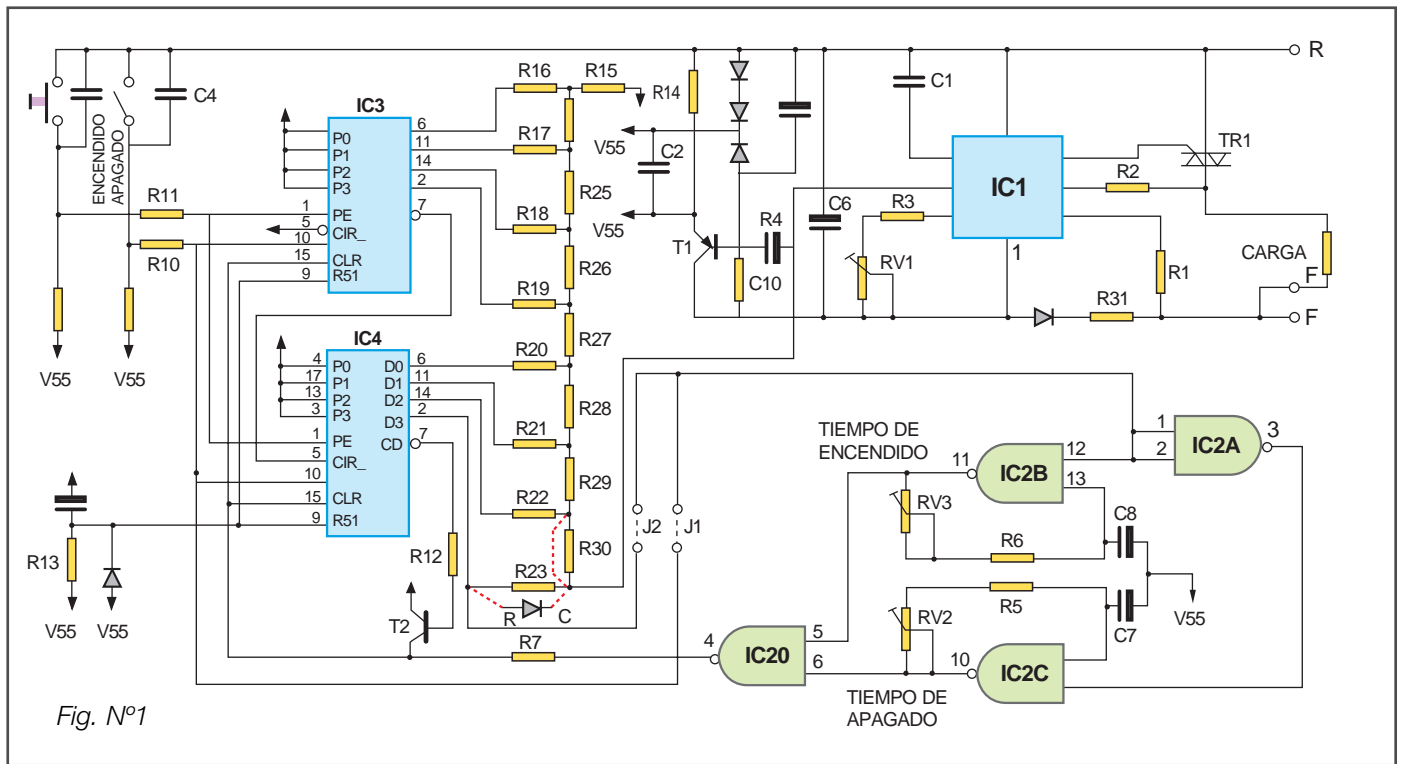 R
C4
ENCENDIDO
APAGADO
R11
R10
V55
V55
IC3
P0
P1
P2
P3
1
PE
5
CIR_
10
15
CLR
9
R51
6
11
14
2
7
R16
R15
R17
R25
R18
R26
R19
R27
R20
R28
R21
R29
R22
R30
R23
R
C
IC4
4
P0
17
P1
13
P2
3
P3
1
PE
5
CIR_
10
15
CLR
9
R51
D0
6
D1
11
D2
14
D3
2
CD
7
R13
V55
V55
R12
T2
R7
R14
V55
C2
V55
T1
R4
C10
C6
C1
IC1
1
R3
RV1
R2
TR1
R1
CARGA
F
F
R31
J2
J1
TIEMPO DE
ENCENDIDO
11
IC2B
12
13
1
2
IC2A
3
RV3
R6
C8
R5
C7
V55
RV2
4
IC20
5
6
10
IC2C
TIEMPO DE
APAGADO
Fig. Nº1